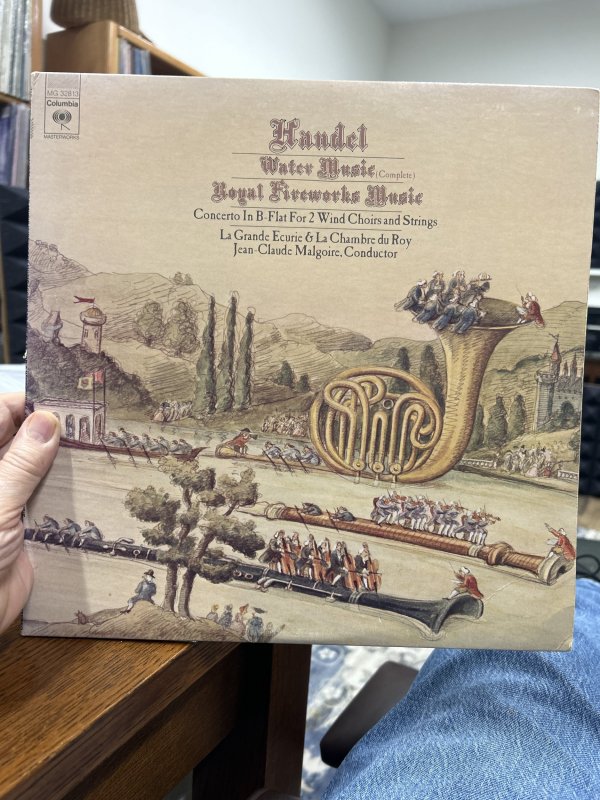 MG 32813
Columbia
MASTERWORKS
Handel
Water Music (Complete)
Royal Fireworks Music
Concerto In B-Flat For 2 Wind Choirs and Strings
La Grande Ecurie & La Chambre du Roy
Jean-Claude Malgoire, Conductor